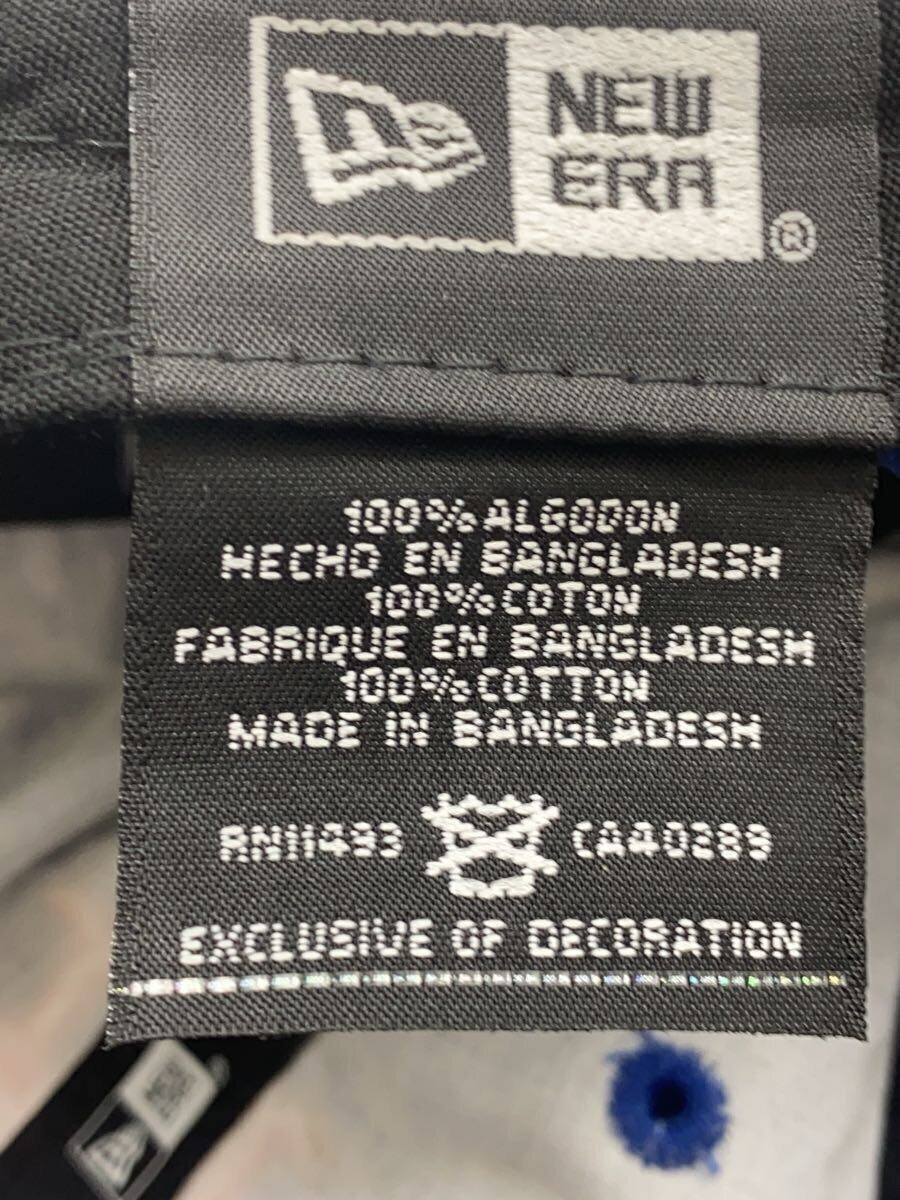 NEW
ERA
®
100% ALGODON
HECHO EN BANGLADESH
100% COTON
FABRIQUE EN BANGLADESH
100% COTTON
MADE IN BANGLADESH
RN11493 CA40289
EXCLUSIVE OF DECORATION